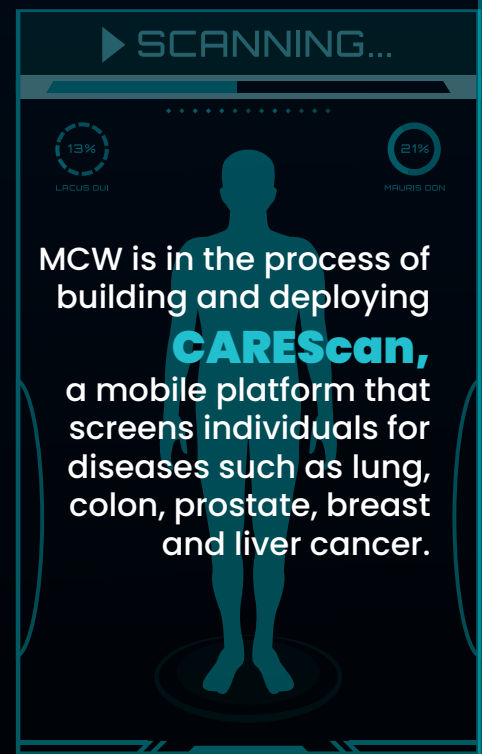 SCANNING...
13%
21%
LACUS DUI
MAURIS DON
MCW is in the process of
building and deploying
CAREScan,
a mobile platform that
screens individuals for
diseases such as lung,
colon, prostate, breast
and liver cancer.